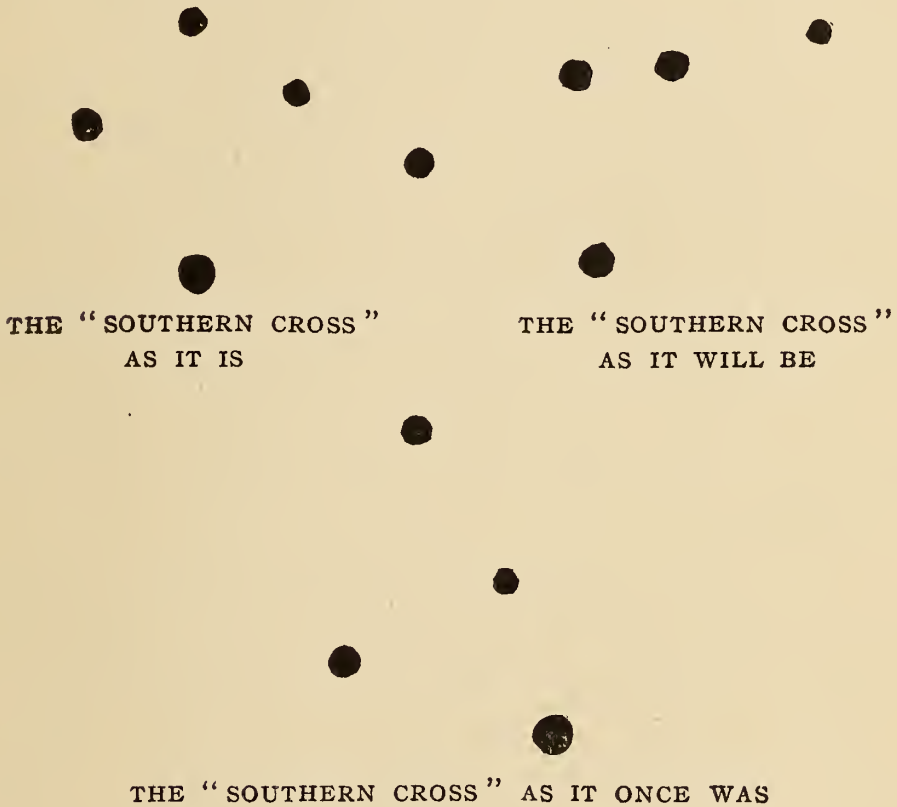 THE "SOUTHERN CROSS"
AS IT IS
THE "SOUTHERN CROSS"
AS IT WILL BE
THE "SOUTHERN CROSS" AS IT ONCE WAS